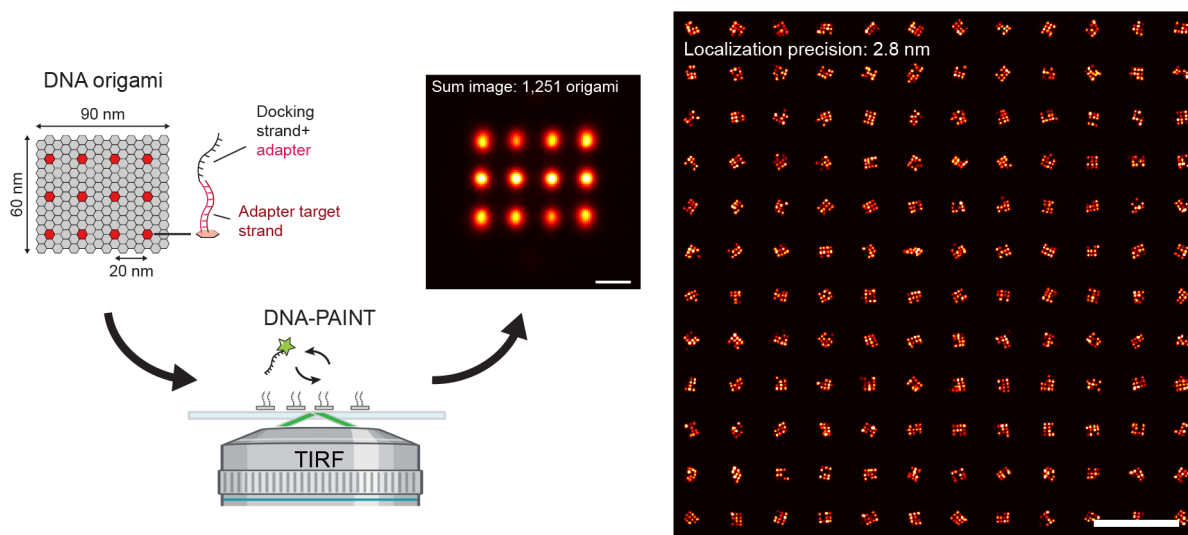 DNA origami
90 nm
60 nm
20 nm
Docking
strand+
adapter
Adapter target
strand
DNA-PAINT
TIRF
Sum image: 1,251 origami
Localization precision: 2.8 nm